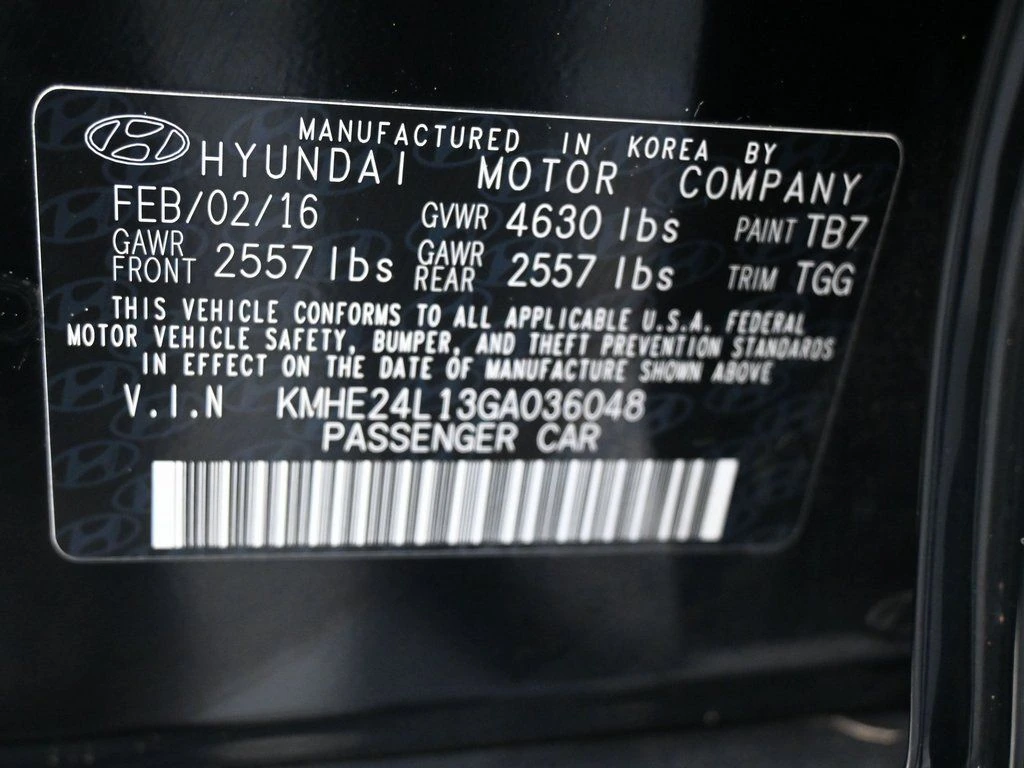 MANUFACTURED IN KOREA BY
HYUNDAI MOTOR COMPANY
FEB/02/16 GVWR 4630 lbs PAINT TB7
GAWR FRONT 2557 lbs GAWR REAR 2557 lbs TRIM TGG
THIS VEHICLE CONFORMS TO ALL APPLICABLE U.S.A. FEDERAL
MOTOR VEHICLE SAFETY, BUMPER, AND THEFT PREVENTION STANDARDS
IN EFFECT ON THE DATE OF MANUFACTURE SHOWN ABOVE
V.I.N KMHE24L13GA036048
PASSENGER CAR